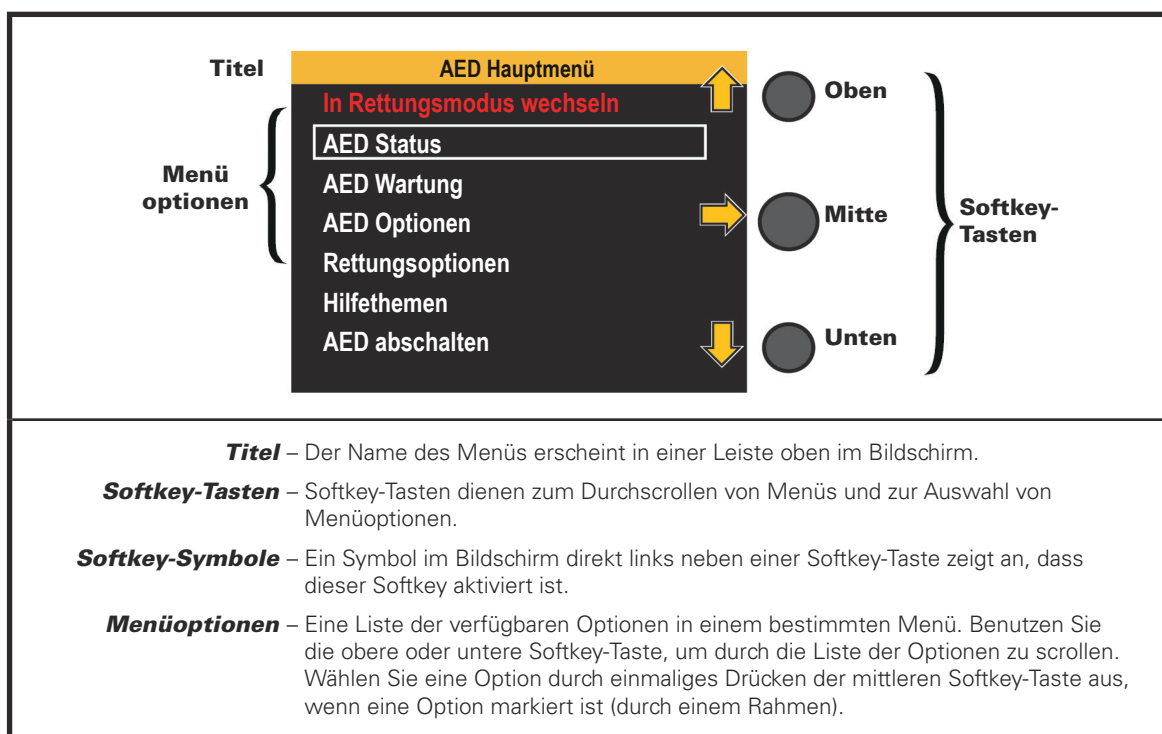 Titel
AED Hauptmenü
In Rettungsmodus wechseln
AED Status
AED Wartung
AED Optionen
Rettungsoptionen
Hilfethemen
AED abschalten
Menü
optionen
Oben
Mitte
Unten
Softkey-
Tasten
Titel – Der Name des Menüs erscheint in einer Leiste oben im Bildschirm.
Softkey-Tasten – Softkey-Tasten dienen zum Durchscrollen von Menüs und zur Auswahl von
Menüoptionen.
Softkey-Symbole – Ein Symbol im Bildschirm direkt links neben einer Softkey-Taste zeigt an, dass
dieser Softkey aktiviert ist.
Menüoptionen – Eine Liste der verfügbaren Optionen in einem bestimmten Menü. Benutzen Sie
die obere oder untere Softkey-Taste, um durch die Liste der Optionen zu scrollen.
Wählen Sie eine Option durch einmaliges Drücken der mittleren Softkey-Taste aus,
wenn eine Option markiert ist (durch einem Rahmen).